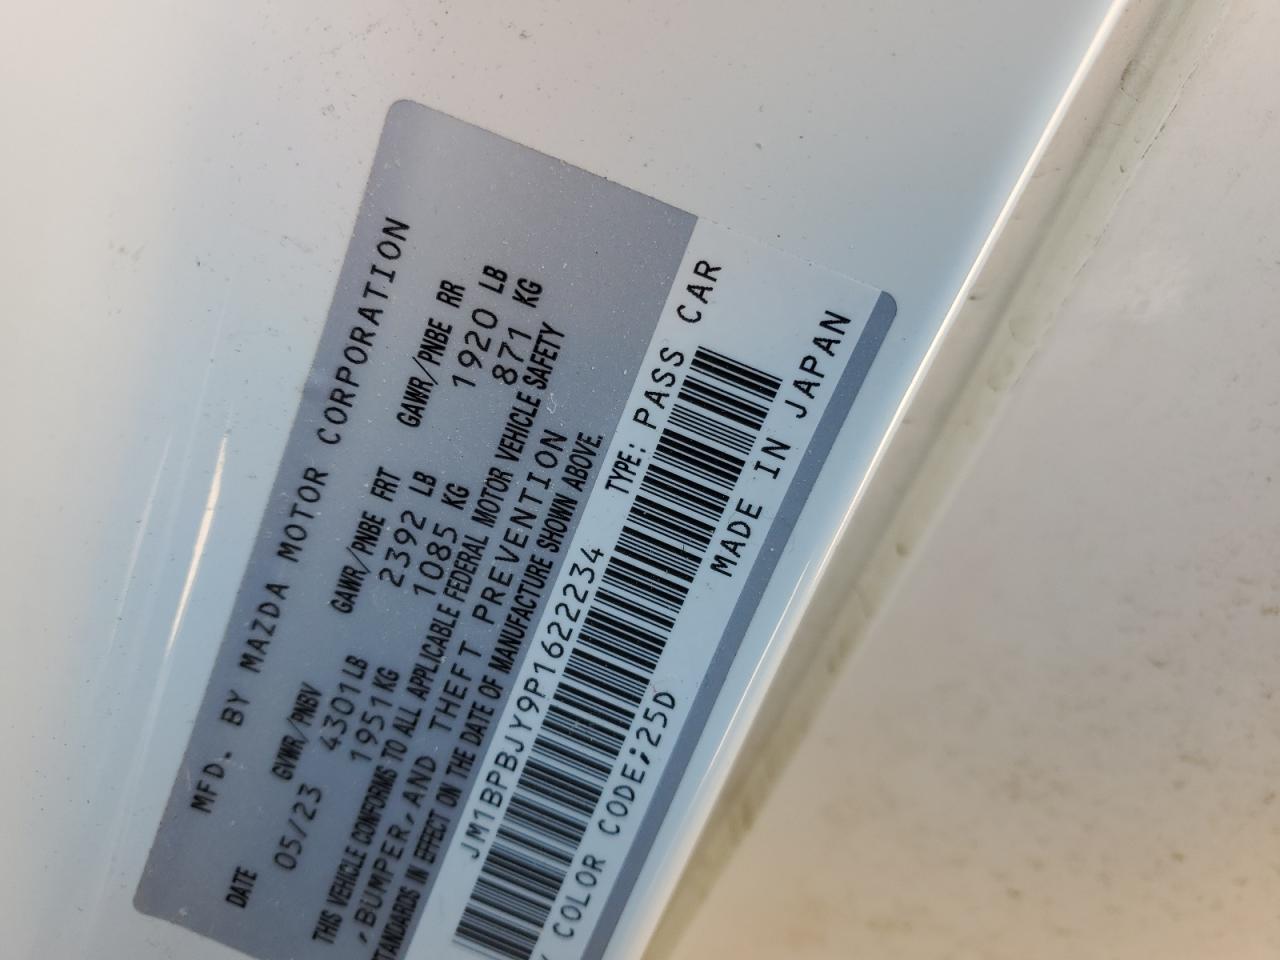 MFD. BY MAZDA MOTOR CORPORATION
DATE GVWR/PNBV GAWR/PNBE FRT GAWR/PNBE RR
05/23 4301LB 2392 LB 1920 LB
1951KG 1085 KG 871 KG
THIS VEHICLE CONFORMS TO ALL APPLICABLE FEDERAL MOTOR VEHICLE SAFETY
,BUMPER,AND THEFT PREVENTION
STANDARDS IN EFFECT ON THE DATE OF MANUFACTURE SHOWN ABOVE.
JM1BPBJY9P1622234 TYPE: PASS CAR
COLOR CODE;25D MADE IN JAPAN